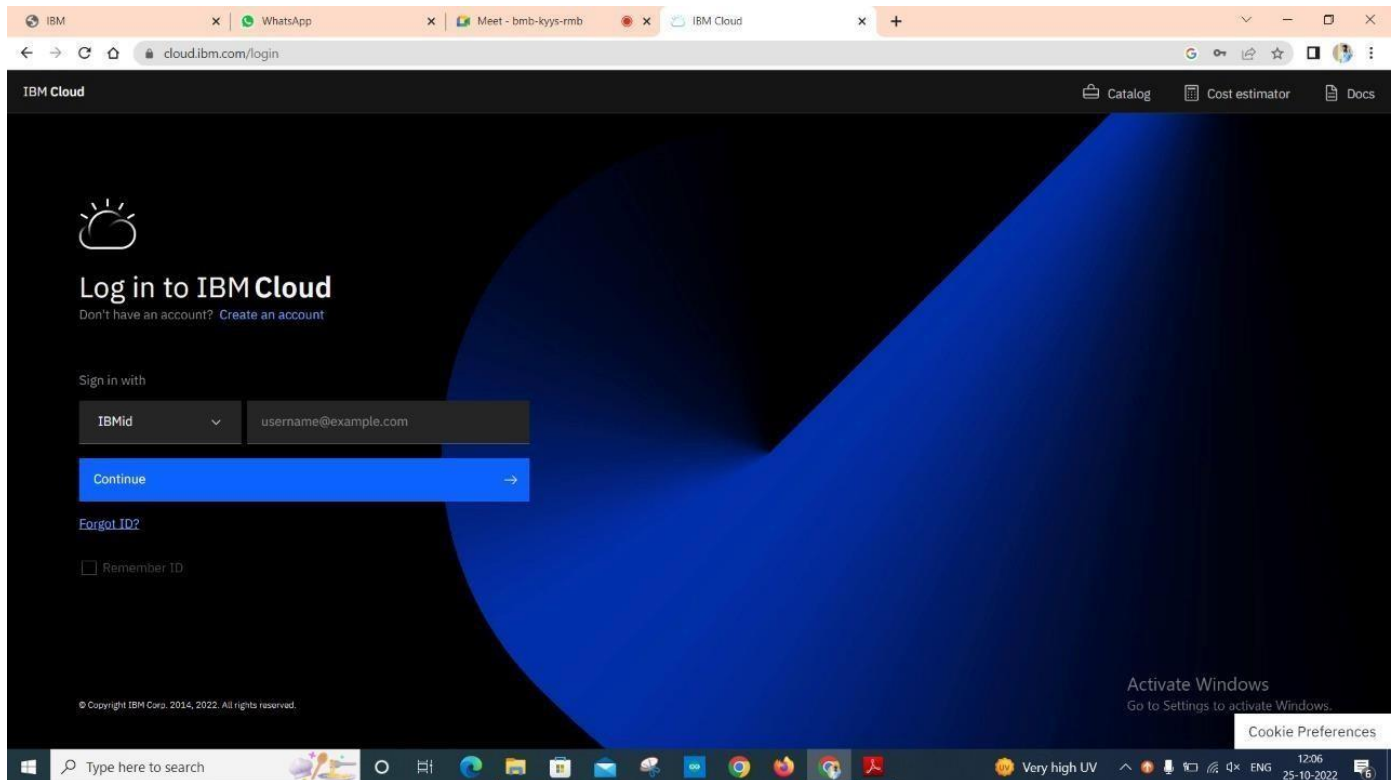 IBM
WhatsApp
Meet - bmb-kyys-rmb
IBM Cloud
cloud.ibm.com/login
IBM Cloud
Catalog
Cost estimator
Docs
Log in to IBM Cloud
Don't have an account? Create an account
Sign in with
IBMid
username@example.com
Continue
Forgot ID?
Remember ID
© Copyright IBM Corp. 2014, 2022. All rights reserved.
Activate Windows
Go to Settings to activate Windows.
Cookie Preferences
Type here to search
Very high UV
ENG
12:06
25-10-2022
6